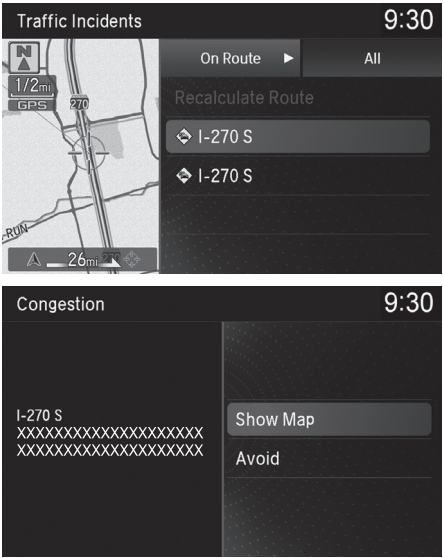 Traffic Incidents 9:30
On Route All
N
1/2mi
GPS
270
Recalculate Route
I-270 S
I-270 S
-RUN
26mi
Congestion 9:30
I-270 S
XXXXXXXXXXXXXXXXXXXX
XXXXXXXXXXXXXXXXXXXX
Show Map
Avoid